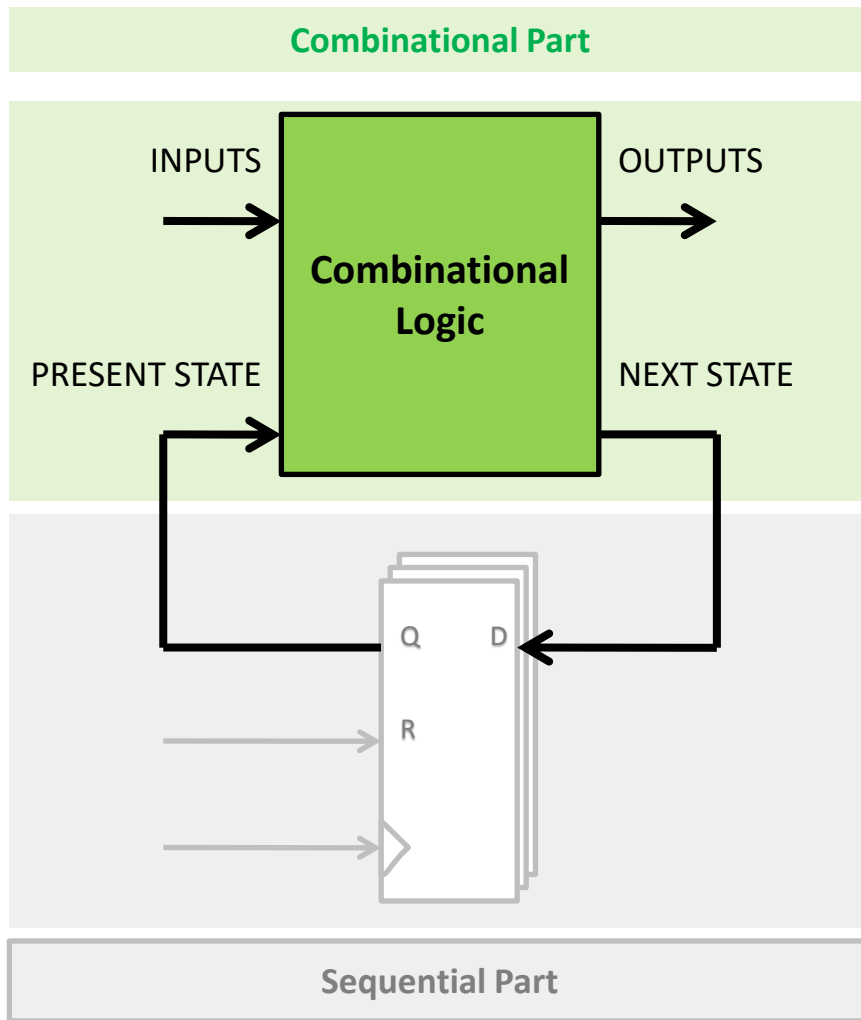 Combinational Part
INPUTS
OUTPUTS
Combinational
Logic
PRESENT STATE
NEXT STATE
Q
D
R
Sequential Part